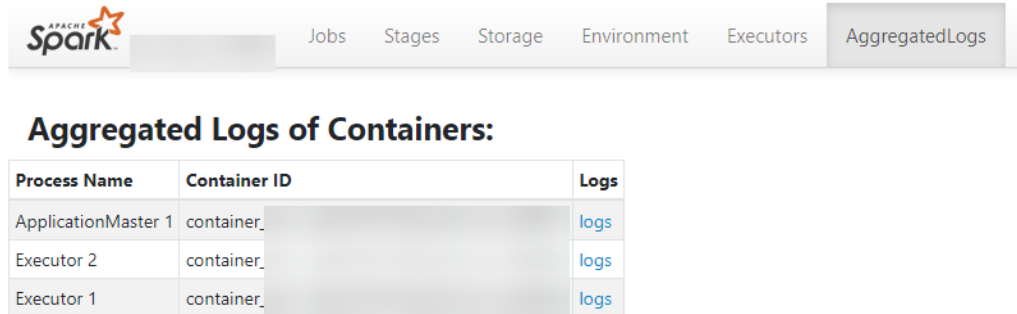 APACHE
Spark Jobs Stages Storage Environment Executors AggregatedLogs
Aggregated Logs of Containers:
Process Name Container ID Logs
ApplicationMaster 1 container_ logs
Executor 2 container_ logs
Executor 1 container_ logs